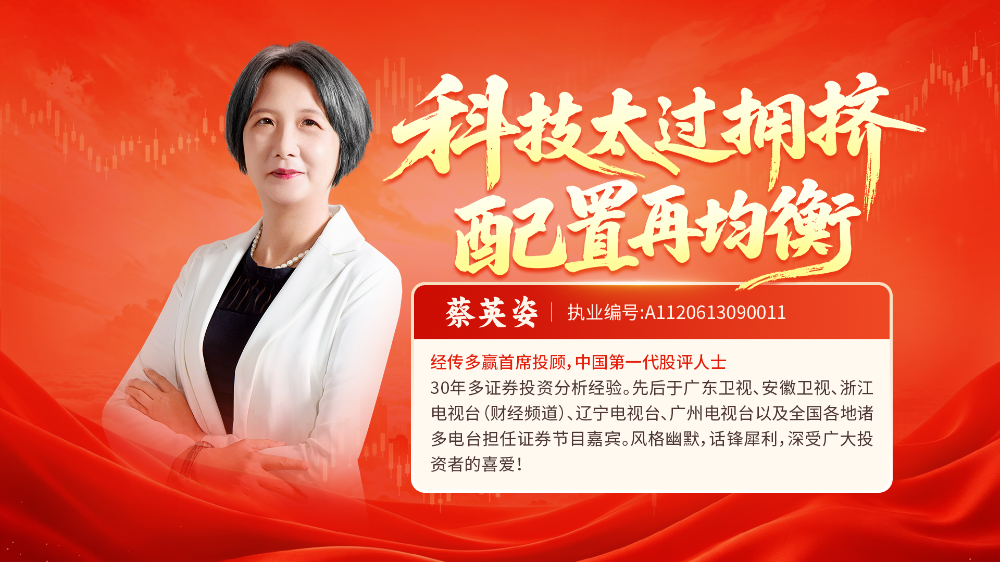 科技太过拥挤
配置再均衡
蔡英姿 执业编号:A1120613090011
经传多赢首席投顾，中国第一代股评人士
30年多证券投资分析经验。先后于广东卫视、安徽卫视、浙江
电视台（财经频道）、辽宁电视台、广州电视台以及全国各地诸
多电台担任证券节目嘉宾。风格幽默，话锋犀利，深受广大投
资者的喜爱！